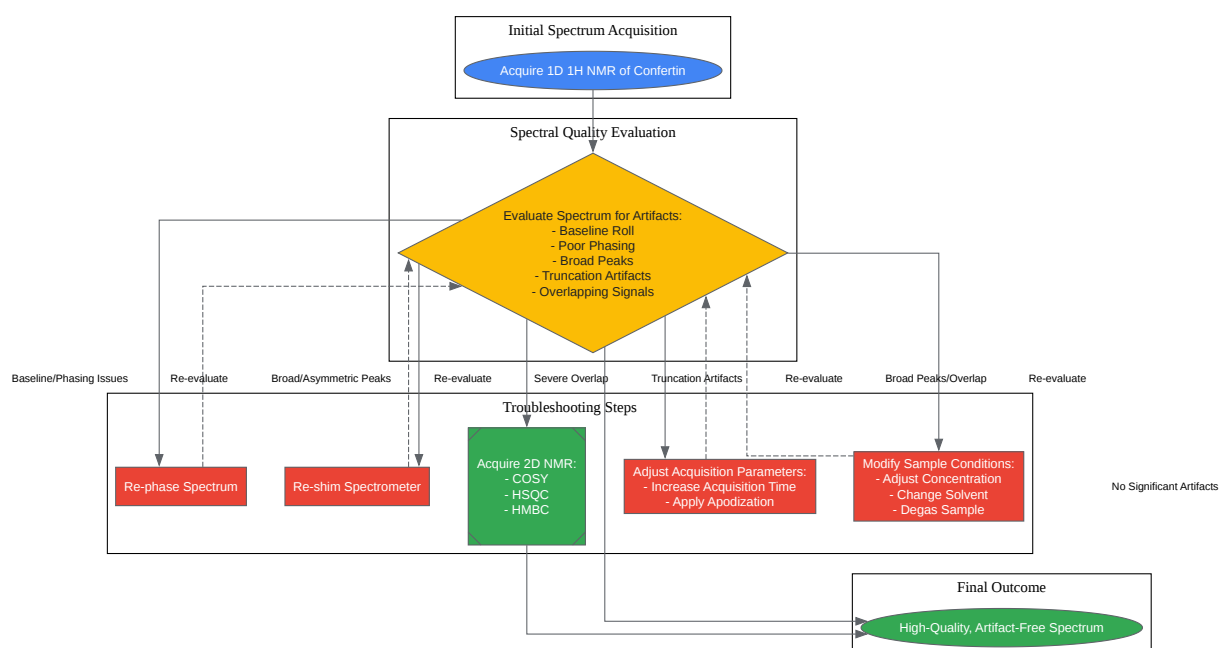 Initial Spectrum Acquisition
Acquire 1D 1H NMR of Confertin
Spectral Quality Evaluation
Evaluate Spectrum for Artifacts:
- Baseline Roll
- Poor Phasing
- Broad Peaks
- Truncation Artifacts
- Overlapping Signals
Baseline/Phasing Issues
Re-evaluate
Broad/Asymmetric Peaks
Re-evaluate
Severe Overlap
Truncation Artifacts
Re-evaluate
Broad Peaks/Overlap
Re-evaluate
Troubleshooting Steps
Re-phase Spectrum
Re-shim Spectrometer
Acquire 2D NMR:
- COSY
- HSQC
- HMBC
Adjust Acquisition Parameters:
- Increase Acquisition Time
- Apply Apodization
Modify Sample Conditions:
- Adjust Concentration
- Change Solvent
- Degas Sample
No Significant Artifacts
Final Outcome
High-Quality, Artifact-Free Spectrum